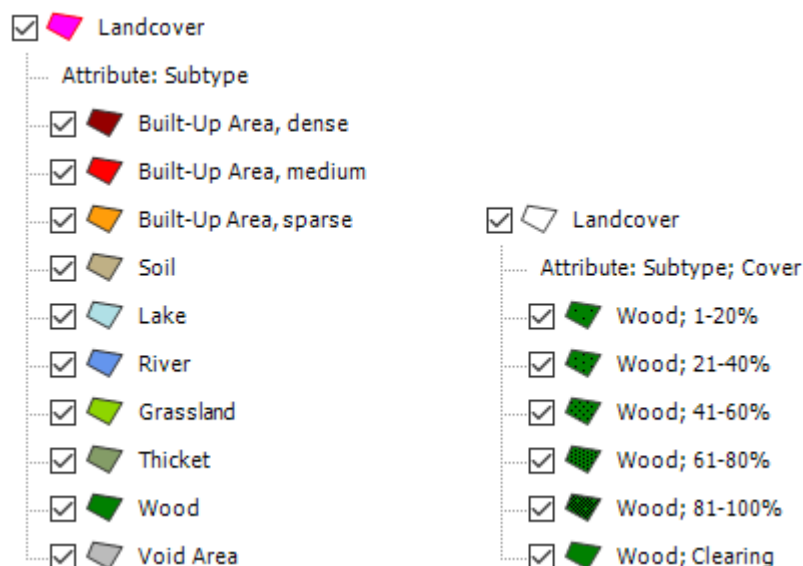 Landcover
Attribute: Subtype
Built-Up Area, dense
Built-Up Area, medium
Built-Up Area, sparse
Soil
Lake
River
Grassland
Thicket
Wood
Void Area
Landcover
Attribute: Subtype; Cover
Wood; 1-20%
Wood; 21-40%
Wood; 41-60%
Wood; 61-80%
Wood; 81-100%
Wood; Clearing